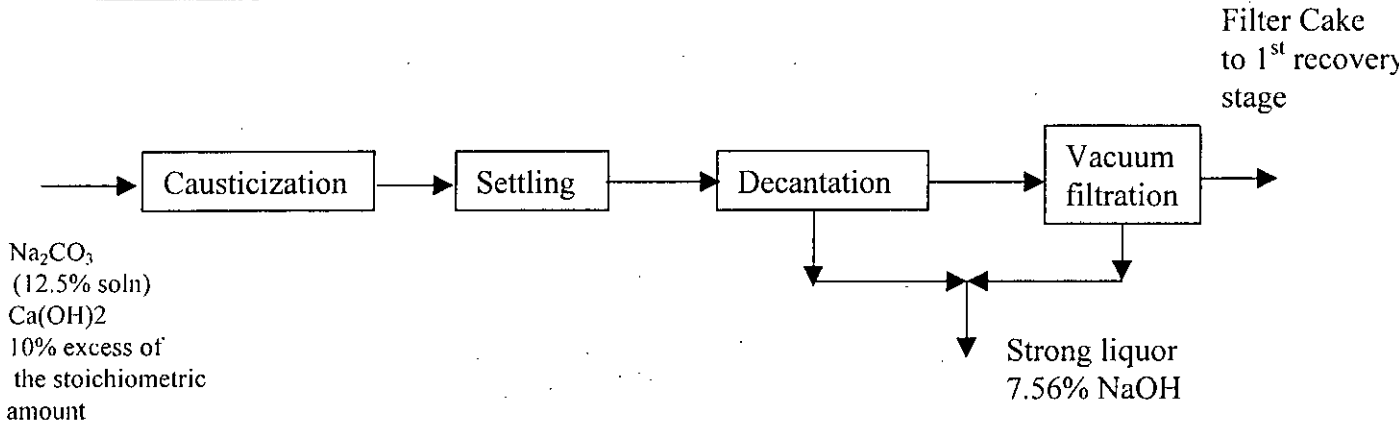 Filter Cake
to 1st recovery
stage
Causticization
Settling
Decantation
Vacuum
filtration
Na₂CO₃
(12.5% soln)
Ca(OH)2
10% excess of
the stoichiometric
amount
Strong liquor
7.56% NaOH